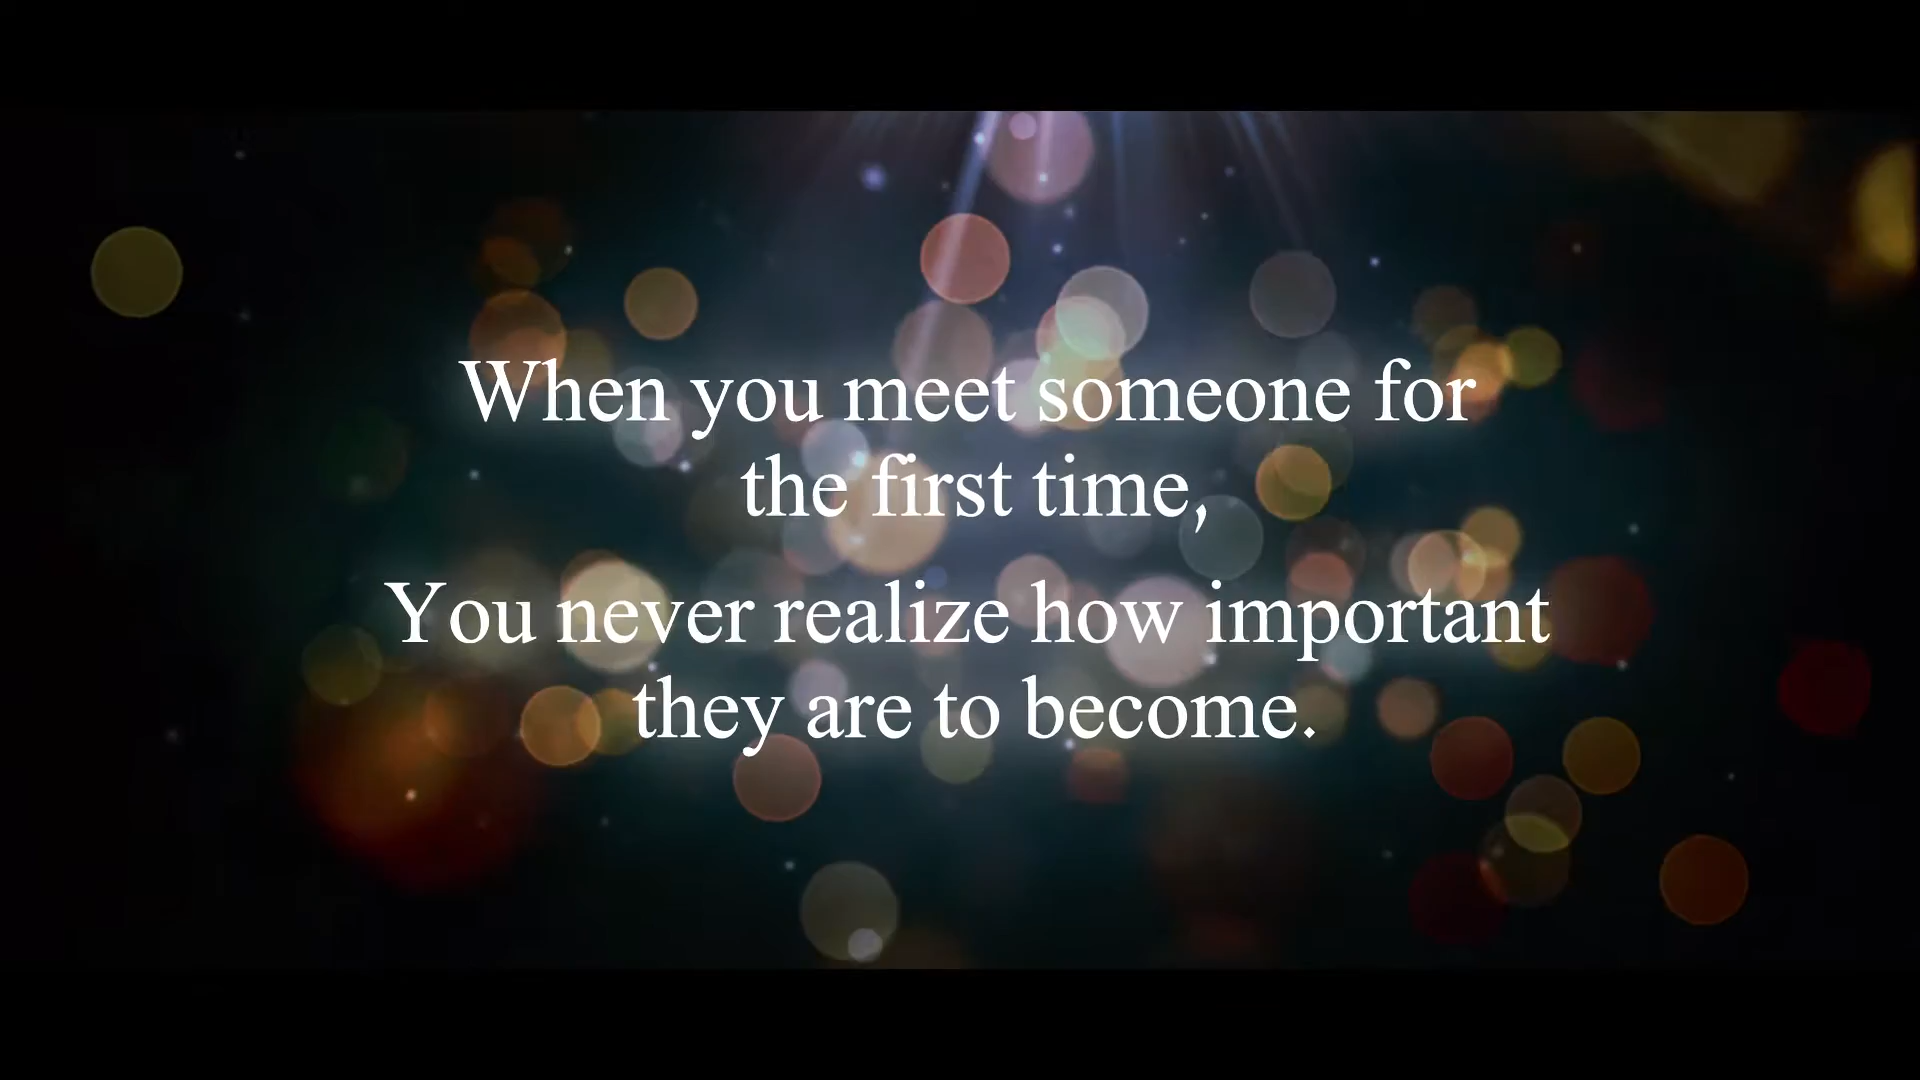 When you meet someone for
the first time,
You never realize how important
they are to become.